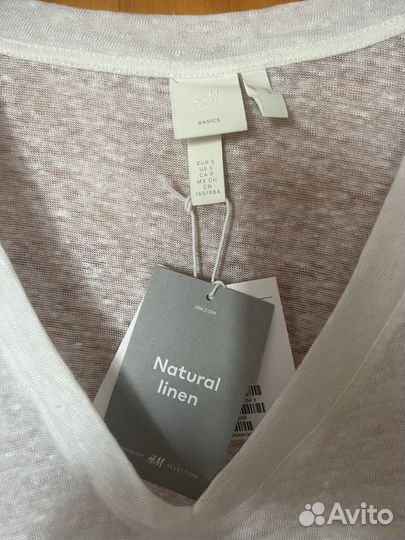 H&M
BASICS
EUR S
US S
CA P
MX CH
CN
165/88A
HM.COM
Natural
linen
PREMIUM H&M SELECTION
Avito